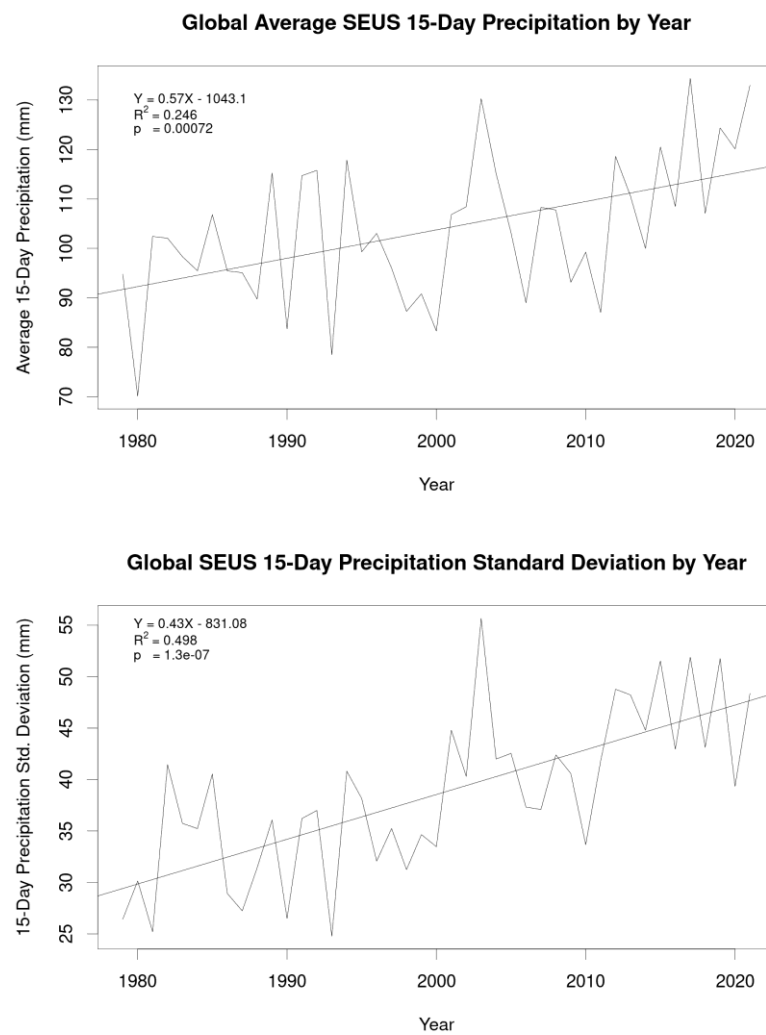 Global Average SEUS 15-Day Precipitation by Year
Y = 0.57X - 1043.1
R² = 0.246
p = 0.00072
Average 15-Day Precipitation (mm)
130
120
110
100
90
80
70
1980
1990
2000
2010
2020
Year
Global SEUS 15-Day Precipitation Standard Deviation by Year
Y = 0.43X - 831.08
R² = 0.498
p = 1.3e-07
15-Day Precipitation Std. Deviation (mm)
55
50
45
40
35
30
25
1980
1990
2000
2010
2020
Year